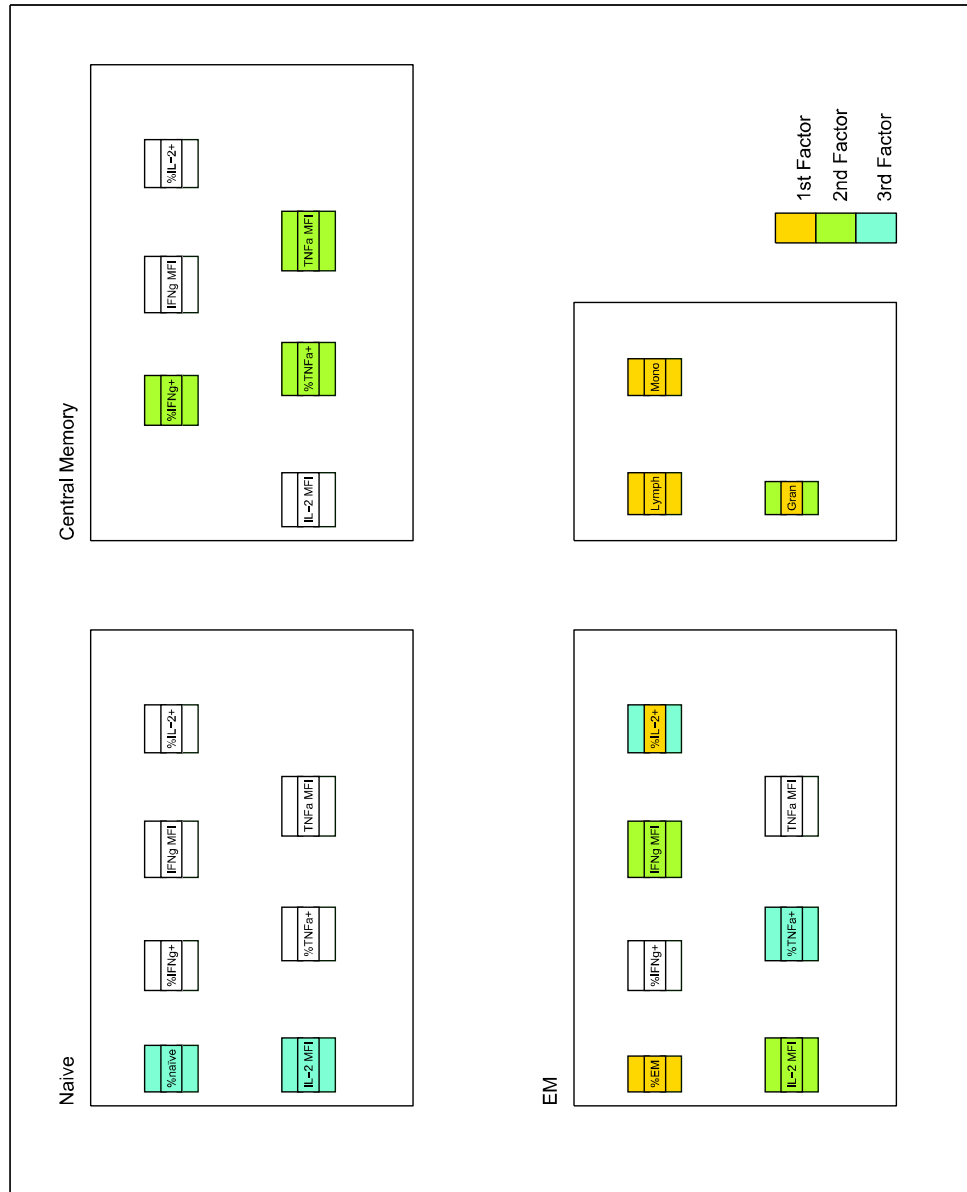 Naive
%naïve
%IFNg+
IFNg MFI
%IL−2+
IL−2 MFI
%TNFa+
TNFa MFI
Central Memory
%IFNg+
IFNg MFI
%IL−2+
IL−2 MFI
%TNFa+
TNFa MFI
EM
%EM
%IFNg+
IFNg MFI
%IL−2+
IL−2 MFI
%TNFa+
TNFa MFI
Lymph
Mono
Gran
1st Factor
2nd Factor
3rd Factor